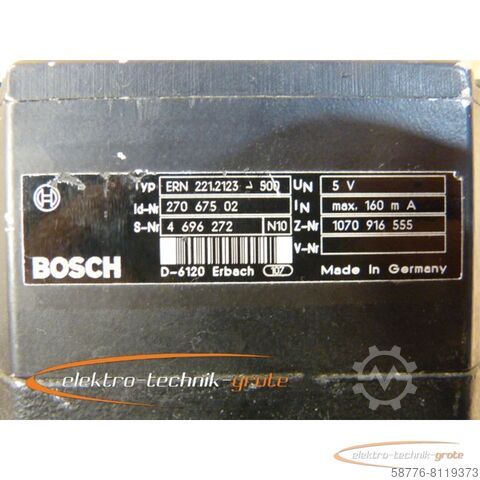 Typ ERN 221.2123 - 500 UN 5 V
Id-Nr 270 675 02 IN max. 160 m A
S-Nr 4 696 272 N10 Z-Nr 1070 916 555
V-Nr
BOSCH D-6120 Erbach 107 Made in Germany
elektro-technik-grote
elektro-technik-grote
58776-8119373